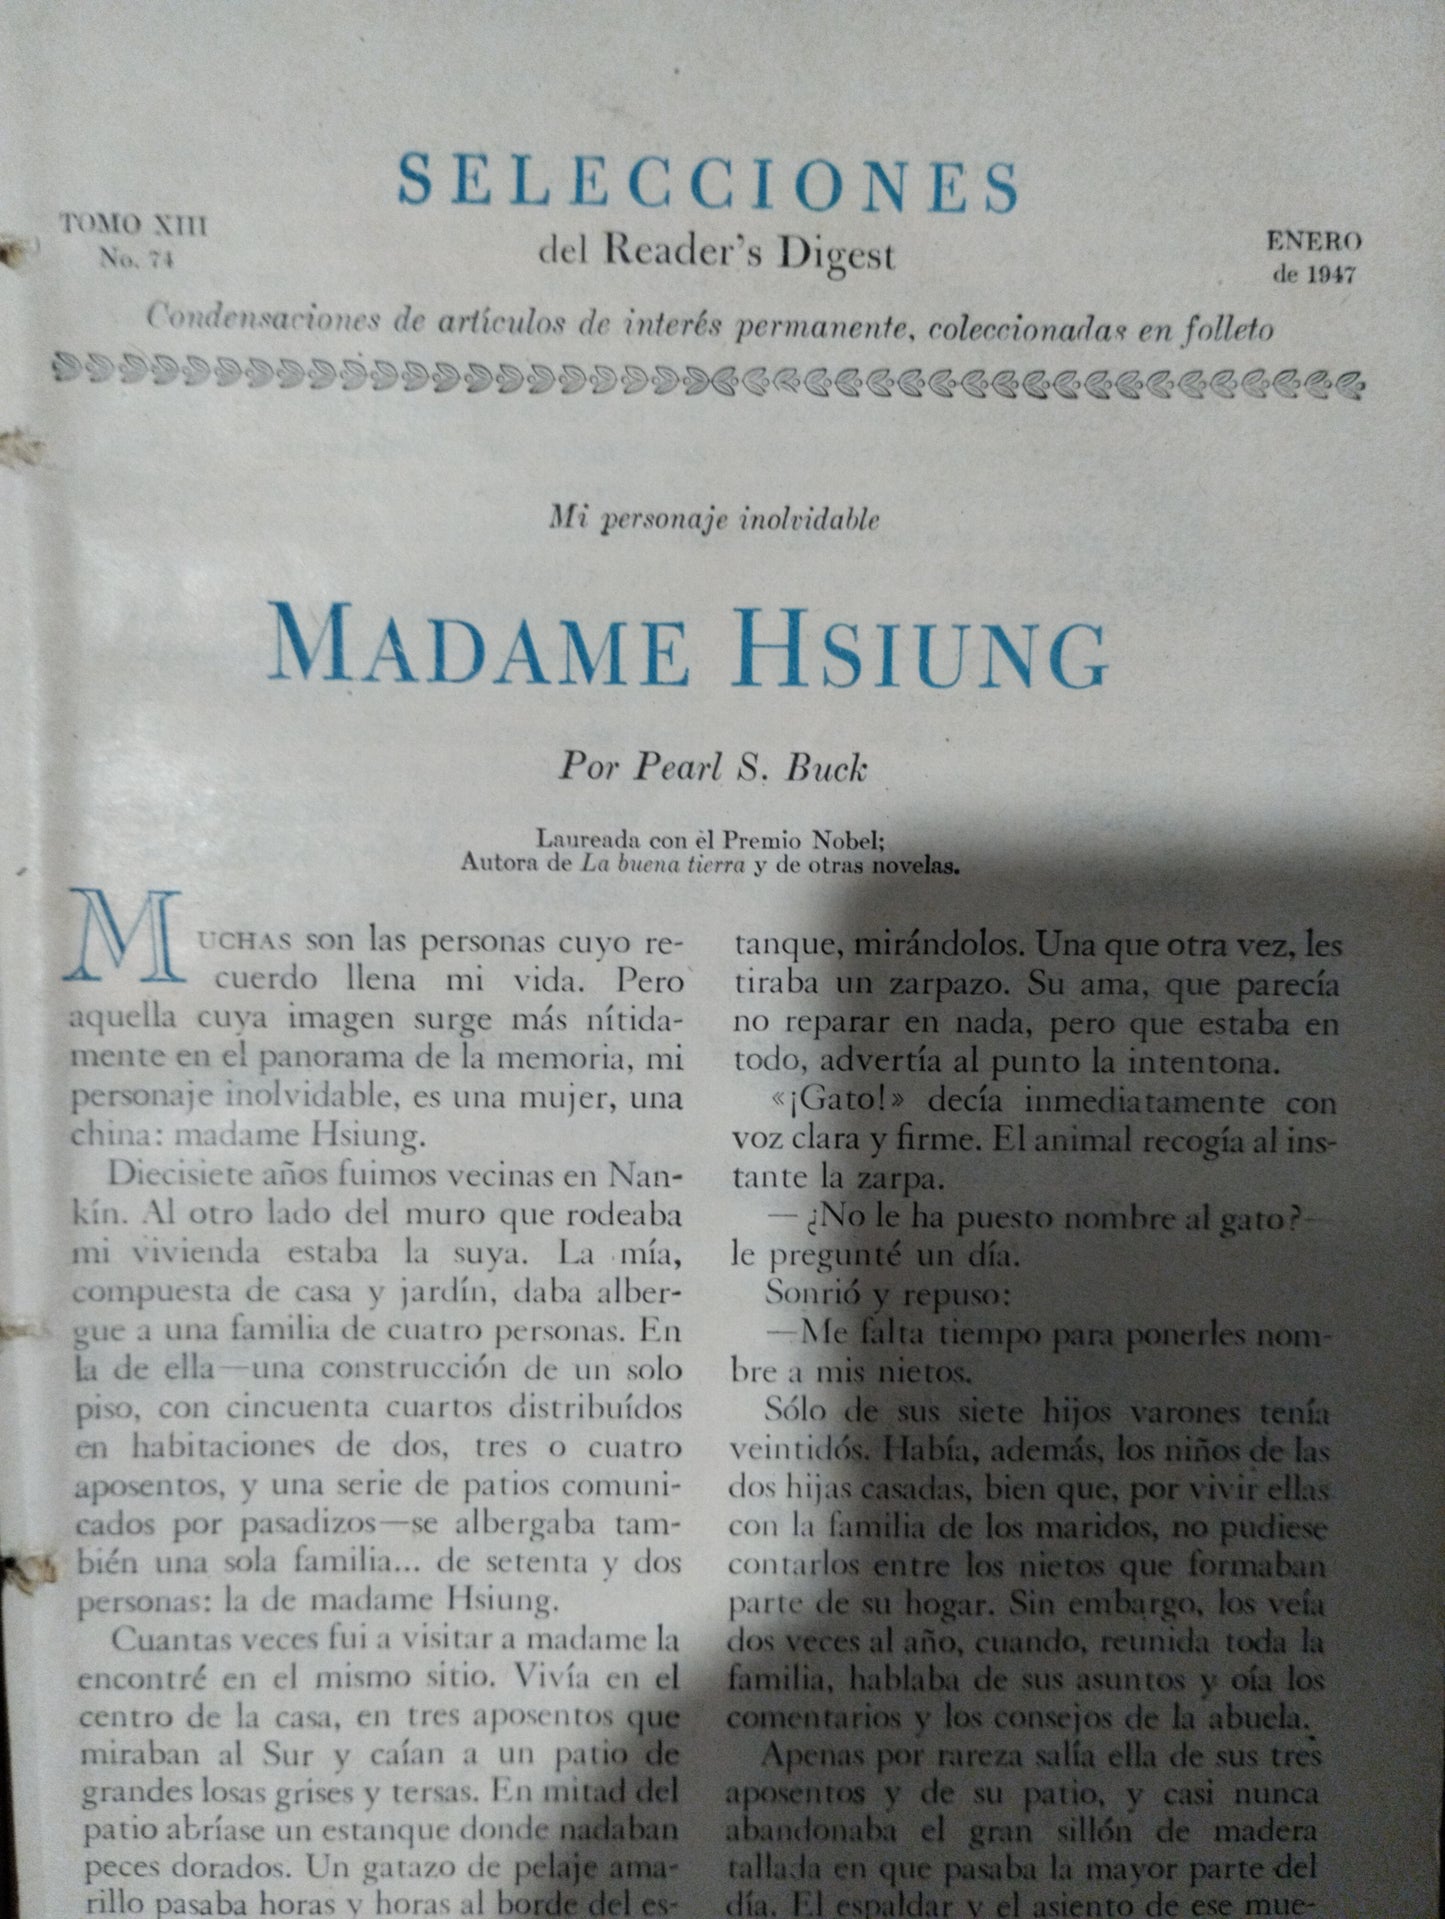 SELECCIONES
TOMO XIII
No. 74
del Reader's Digest
ENERO
de 1947
Condensaciones de artículos de interés permanente, coleccionadas en folleto
Mi personaje inolvidable
MADAME HSIUNG
Por Pearl S. Buck
Laureada con el Premio Nobel;
Autora de La buena tierra y de otras novelas.
MUCHAS son las personas cuyo re-
cuerdo llena mi vida. Pero
aquella cuya imagen surge más nítida-
mente en el panorama de la memoria, mi
personaje inolvidable, es una mujer, una
china: madame Hsiung.
Diecisiete años fuimos vecinas en Nan-
kín. Al otro lado del muro que rodeaba
mi vivienda estaba la suya. La mía,
compuesta de casa y jardín, daba alber-
gue a una familia de cuatro personas. En
la de ella—una construcción de un solo
piso, con cincuenta cuartos distribuídos
en habitaciones de dos, tres o cuatro
aposentos, y una serie de patios comuni-
cados por pasadizos—se albergaba tam-
bién una sola familia... de setenta y dos
personas: la de madame Hsiung.
Cuantas veces fui a visitar a madame la
encontré en el mismo sitio. Vivía en el
centro de la casa, en tres aposentos que
miraban al Sur y caían a un patio de
grandes losas grises y tersas. En mitad del
patio abríase un estanque donde nadaban
peces dorados. Un gatazo de pelaje ama-
rillo pasaba horas y horas al borde del es-
tanque, mirándolos. Una que otra vez, les
tiraba un zarpazo. Su ama, que parecía
no reparar en nada, pero que estaba en
todo, advertía al punto la intentona.
«¡Gato!» decía inmediatamente con
voz clara y firme. El animal recogía al ins-
tante la zarpa.
—¿No le ha puesto nombre al gato?—
le pregunté un día.
Sonrió y repuso:
—Me falta tiempo para ponerles nom-
bre a mis nietos.
Sólo de sus siete hijos varones tenía
veintidós. Había, además, los niños de las
dos hijas casadas, bien que, por vivir ellas
con la familia de los maridos, no pudiese
contarlos entre los nietos que formaban
parte de su hogar. Sin embargo, los veía
dos veces al año, cuando, reunida toda la
familia, hablaba de sus asuntos y oía los
comentarios y los consejos de la abuela.
Apenas por rareza salía ella de sus tres
aposentos y de su patio, y casi nunca
abandonaba el gran sillón de madera
tallada en que pasaba la mayor parte del
día. El espaldar y el asiento de ese mue-